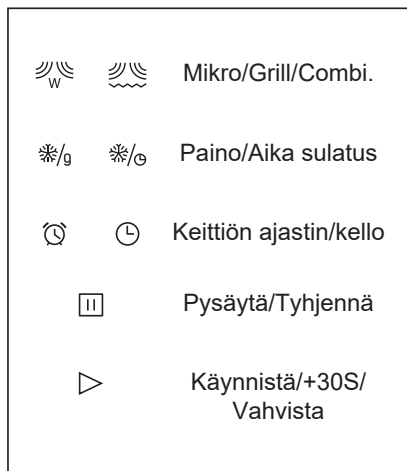 W
Mikro/Grill/Combi.
/g
Paino/Aika sulatus
Keittiön ajastin/kello
Pysäytä/Tyhjennä
Käynnistä/+30S/
Vahvista